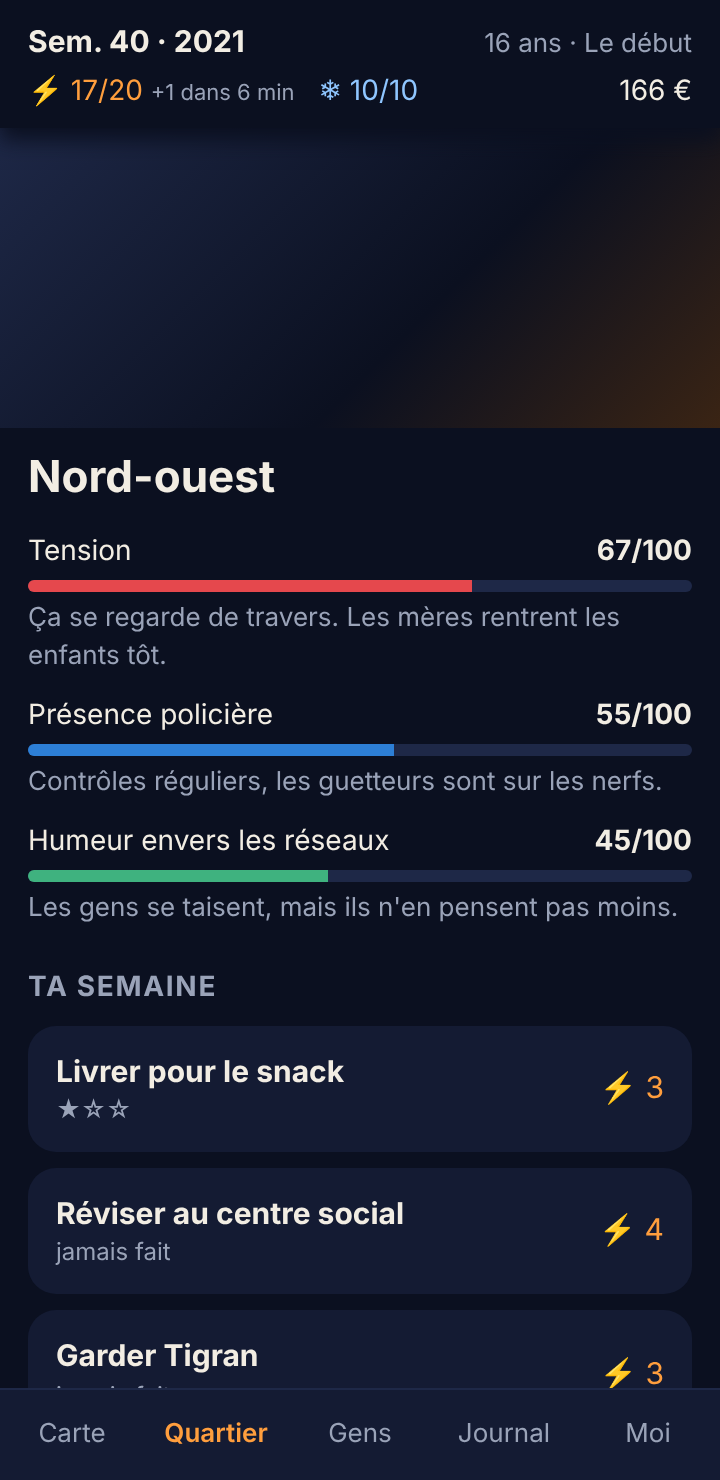 Sem. 40 · 2021
16 ans · Le début
⚡ 17/20 +1 dans 6 min ❄ 10/10
166 €
Nord-ouest
Tension 67/100
Ça se regarde de travers. Les mères rentrent les
enfants tôt.
Présence policière 55/100
Contrôles réguliers, les guetteurs sont sur les nerfs.
Humeur envers les réseaux 45/100
Les gens se taisent, mais ils n'en pensent pas moins.
TA SEMAINE
Livrer pour le snack
★☆☆
⚡ 3
Réviser au centre social
jamais fait
⚡ 4
Garder Tigran
⚡ 3
Carte Quartier Gens Journal Moi